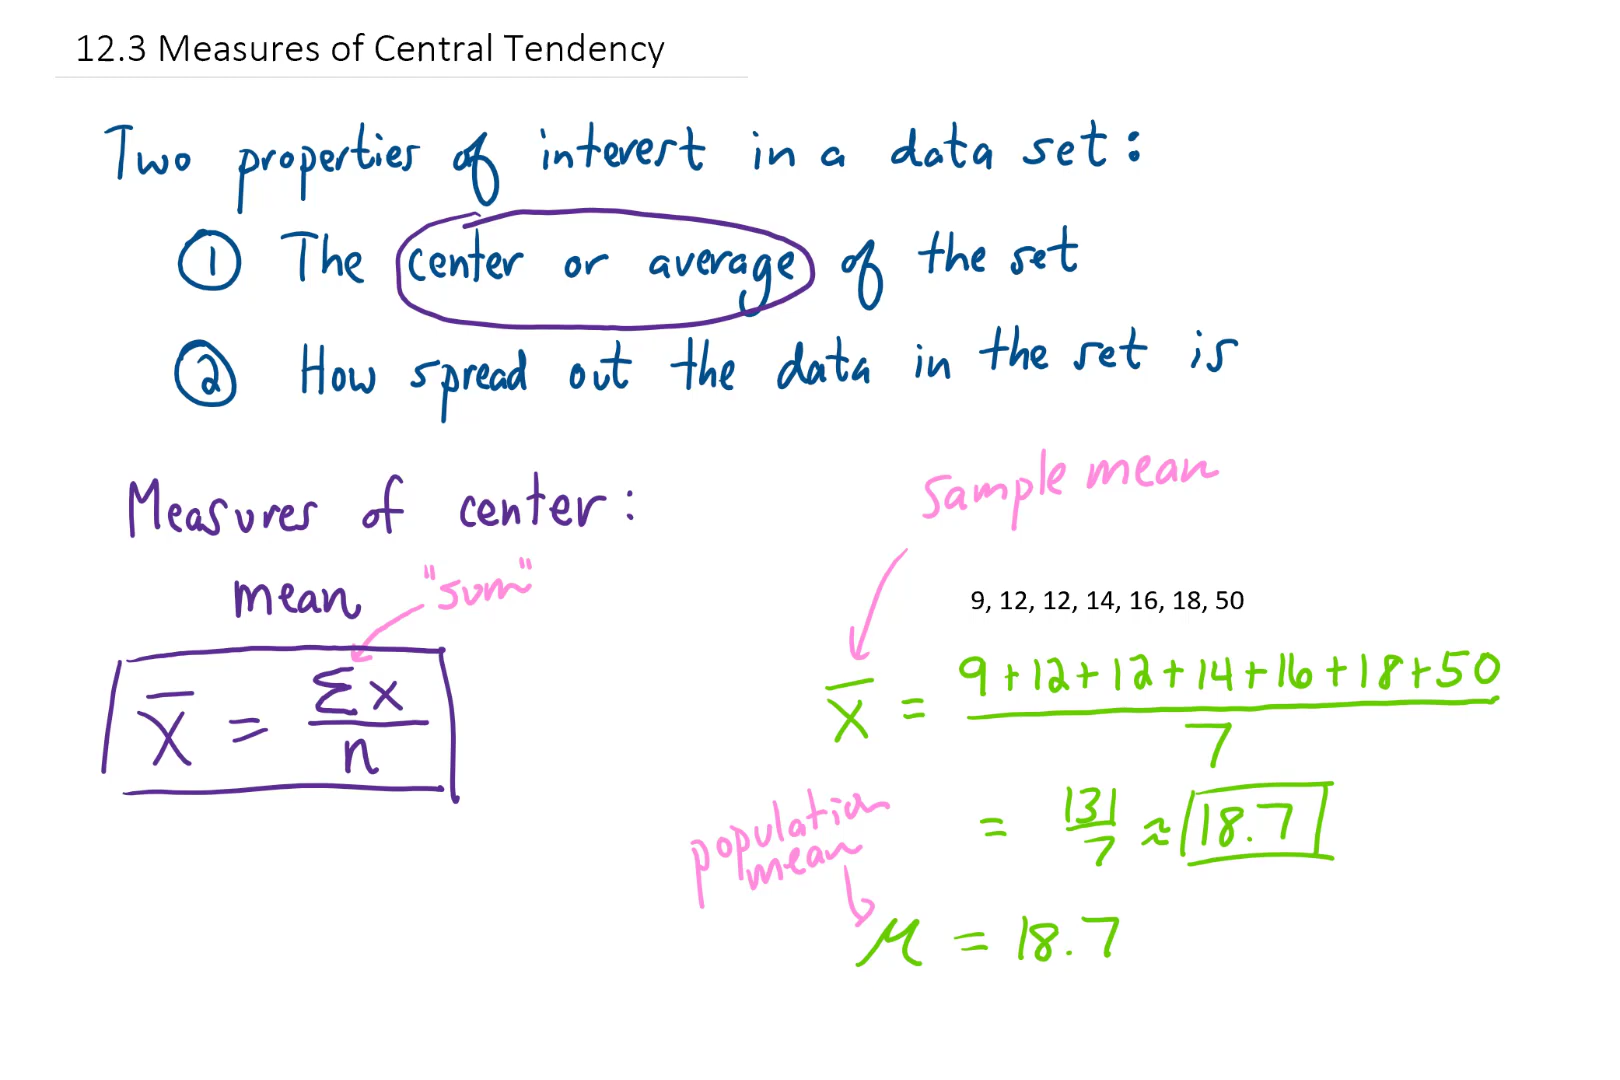 12.3 Measures of Central Tendency
Two properties of interest in a data set:
① The center or average of the set
② How spread out the data in the set is
Measures of center:
mean
"sum"
x̄ = Σx / n
sample mean
9, 12, 12, 14, 16, 18, 50
x̄ = 9+12+12+14+16+18+50 / 7
= 131/7 ≈ 18.7
population
mean
μ = 18.7